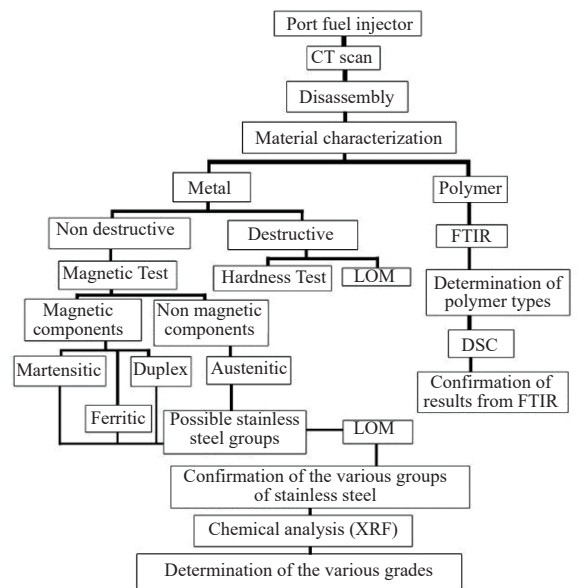 Port fuel injector
CT scan
Disassembly
Material characterization
Metal
Polymer
Non destructive
Destructive
FTIR
Magnetic Test
Hardness Test
LOM
Determination of
polymer types
Magnetic
components
Non magnetic
components
DSC
Martensitic
Duplex
Austenitic
Confirmation of
results from FTIR
Ferritic
Possible stainless
steel groups
LOM
Confirmation of the various groups
of stainless steel
Chemical analysis (XRF)
Determination of the various grades